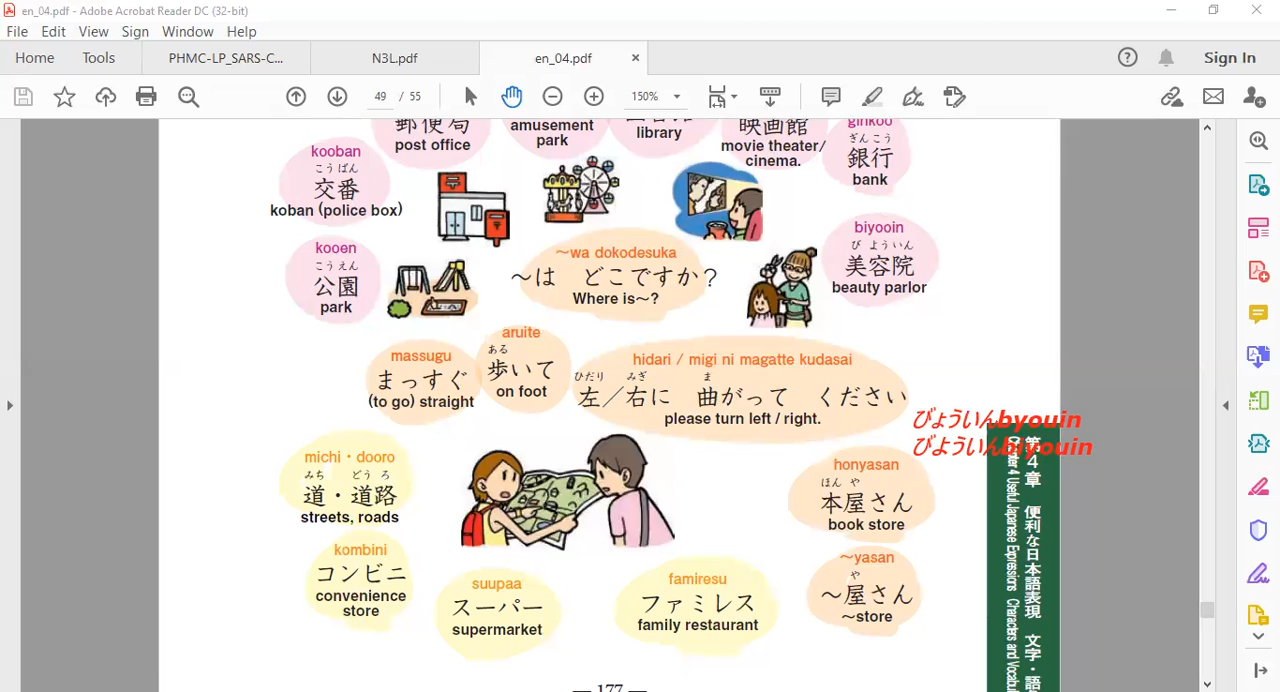 en_04.pdf - Adobe Acrobat Reader DC (32-bit)
File Edit View Sign Window Help
Home Tools PHMC-LP_SARS-C... N3L.pdf en_04.pdf × Sign In
49 / 55 150%
郵便局
post office
amusement
park
library
映画館
movie theater/
cinema.
ginkoo
ぎんこう
銀行
bank
kooban
こうばん
交番
koban (police box)
kooen
こうえん
公園
park
~wa dokodesuka
~は どこですか?
Where is~?
biyooin
びよういん
美容院
beauty parlor
massugu
まっすぐ
(to go) straight
aruite
ある
歩いて
on foot
hidari / migi ni magatte kudasai
ひだり みぎ ま
左/右に 曲がって ください
please turn left / right.
びょういんbyouin
びよういんbiyouin
michi・dooro
みち どうろ
道・道路
streets, roads
honyasan
ほんや
本屋さん
book store
kombini
コンビニ
convenience
store
suupaa
スーパー
supermarket
famiresu
ファミレス
family restaurant
~yasan
や
~屋さん
~store
第4章 便利な日本語表現 文字・語
Useful Japanese Expressions Characters and Vocabul
— 177 —